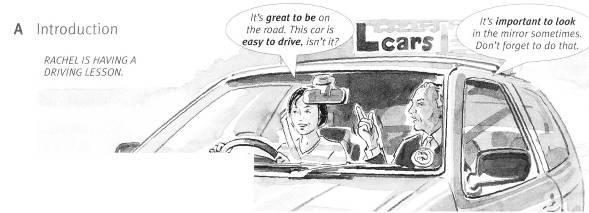 A Introduction
RACHEL IS HAVING A
DRIVING LESSON.
It's great to be on
the road. This car is
easy to drive, isn't it?
L cars
It's important to look
in the mirror sometimes.
Don't forget to do that.